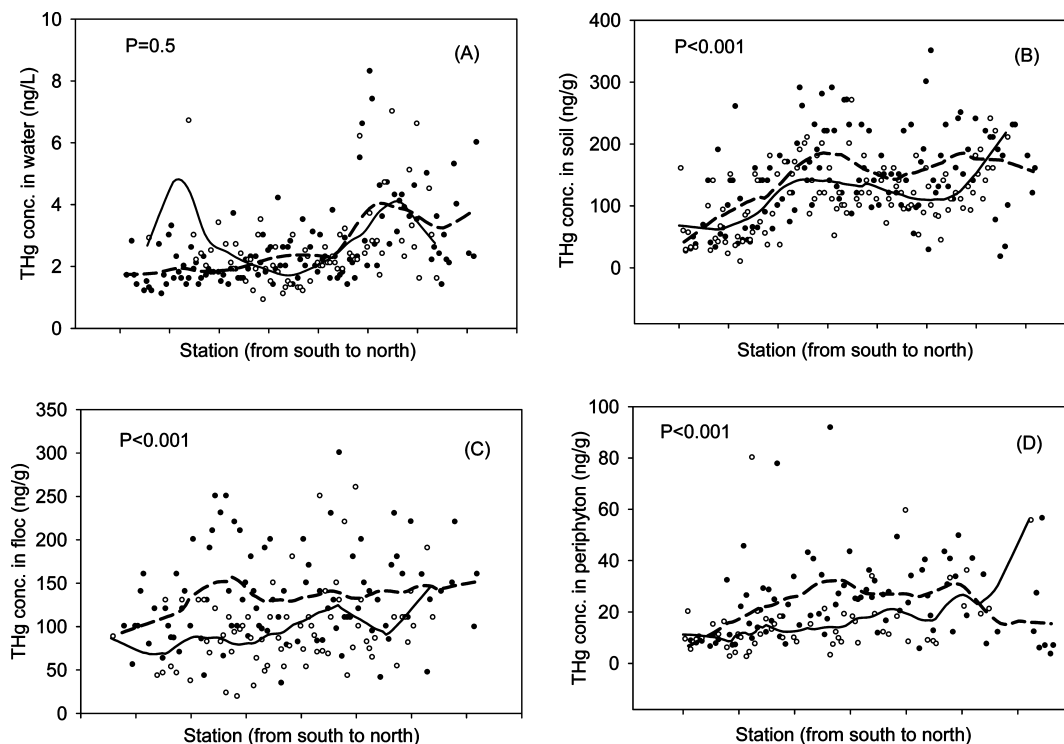 10
8
6
4
2
0
THg conc. in water (ng/L)
P=0.5
(A)
Station (from south to north)
400
300
200
100
0
THg conc. in soil (ng/g)
P<0.001
(B)
Station (from south to north)
350
300
250
200
150
100
50
0
THg conc. in floc (ng/g)
P<0.001
(C)
Station (from south to north)
100
80
60
40
20
0
THg conc. in periphyton (ng/g)
P<0.001
(D)
Station (from south to north)